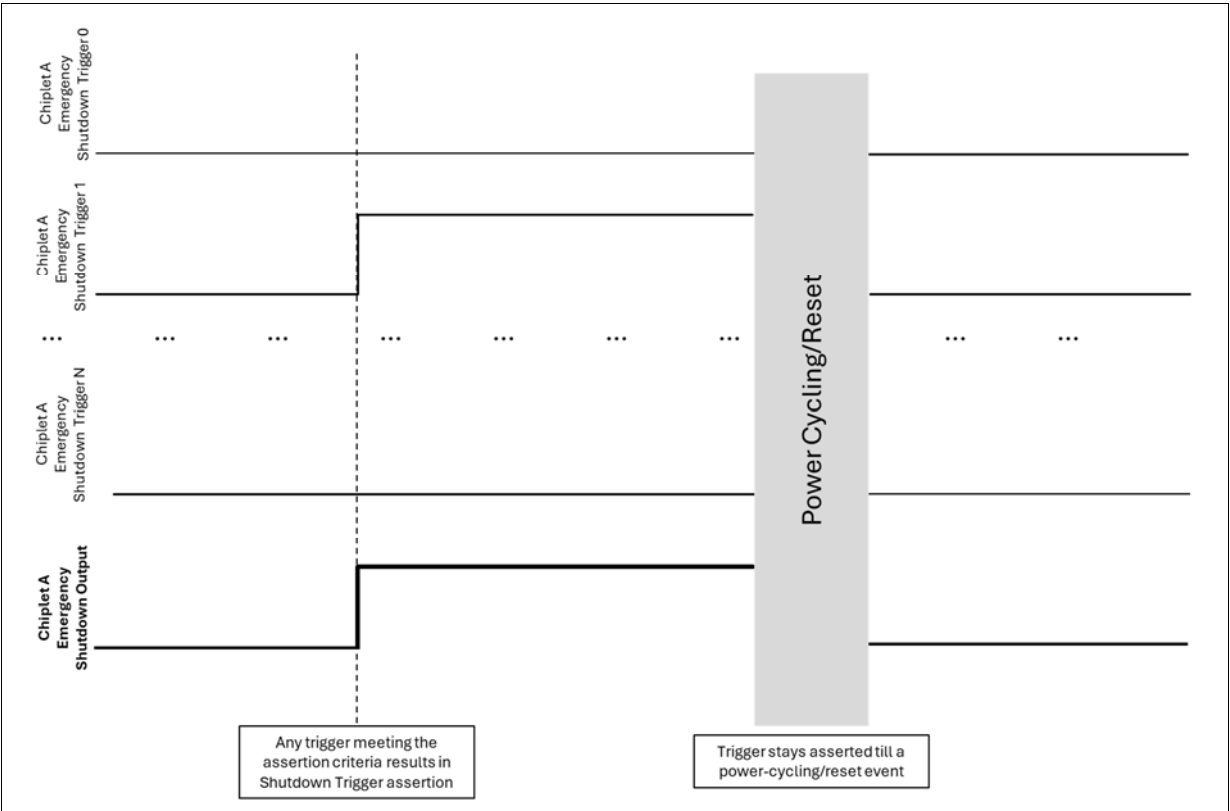 Chiplet A
Emergency
Shutdown Trigger 0
Chiplet A
Emergency
Shutdown Trigger 1
... ... ... ... ... ... ... ... ...
Chiplet A
Emergency
Shutdown Trigger N
Chiplet A
Emergency
Shutdown Output
Power Cycling/Reset
Any trigger meeting the
assertion criteria results in
Shutdown Trigger assertion
Trigger stays asserted till a
power-cycling/reset event